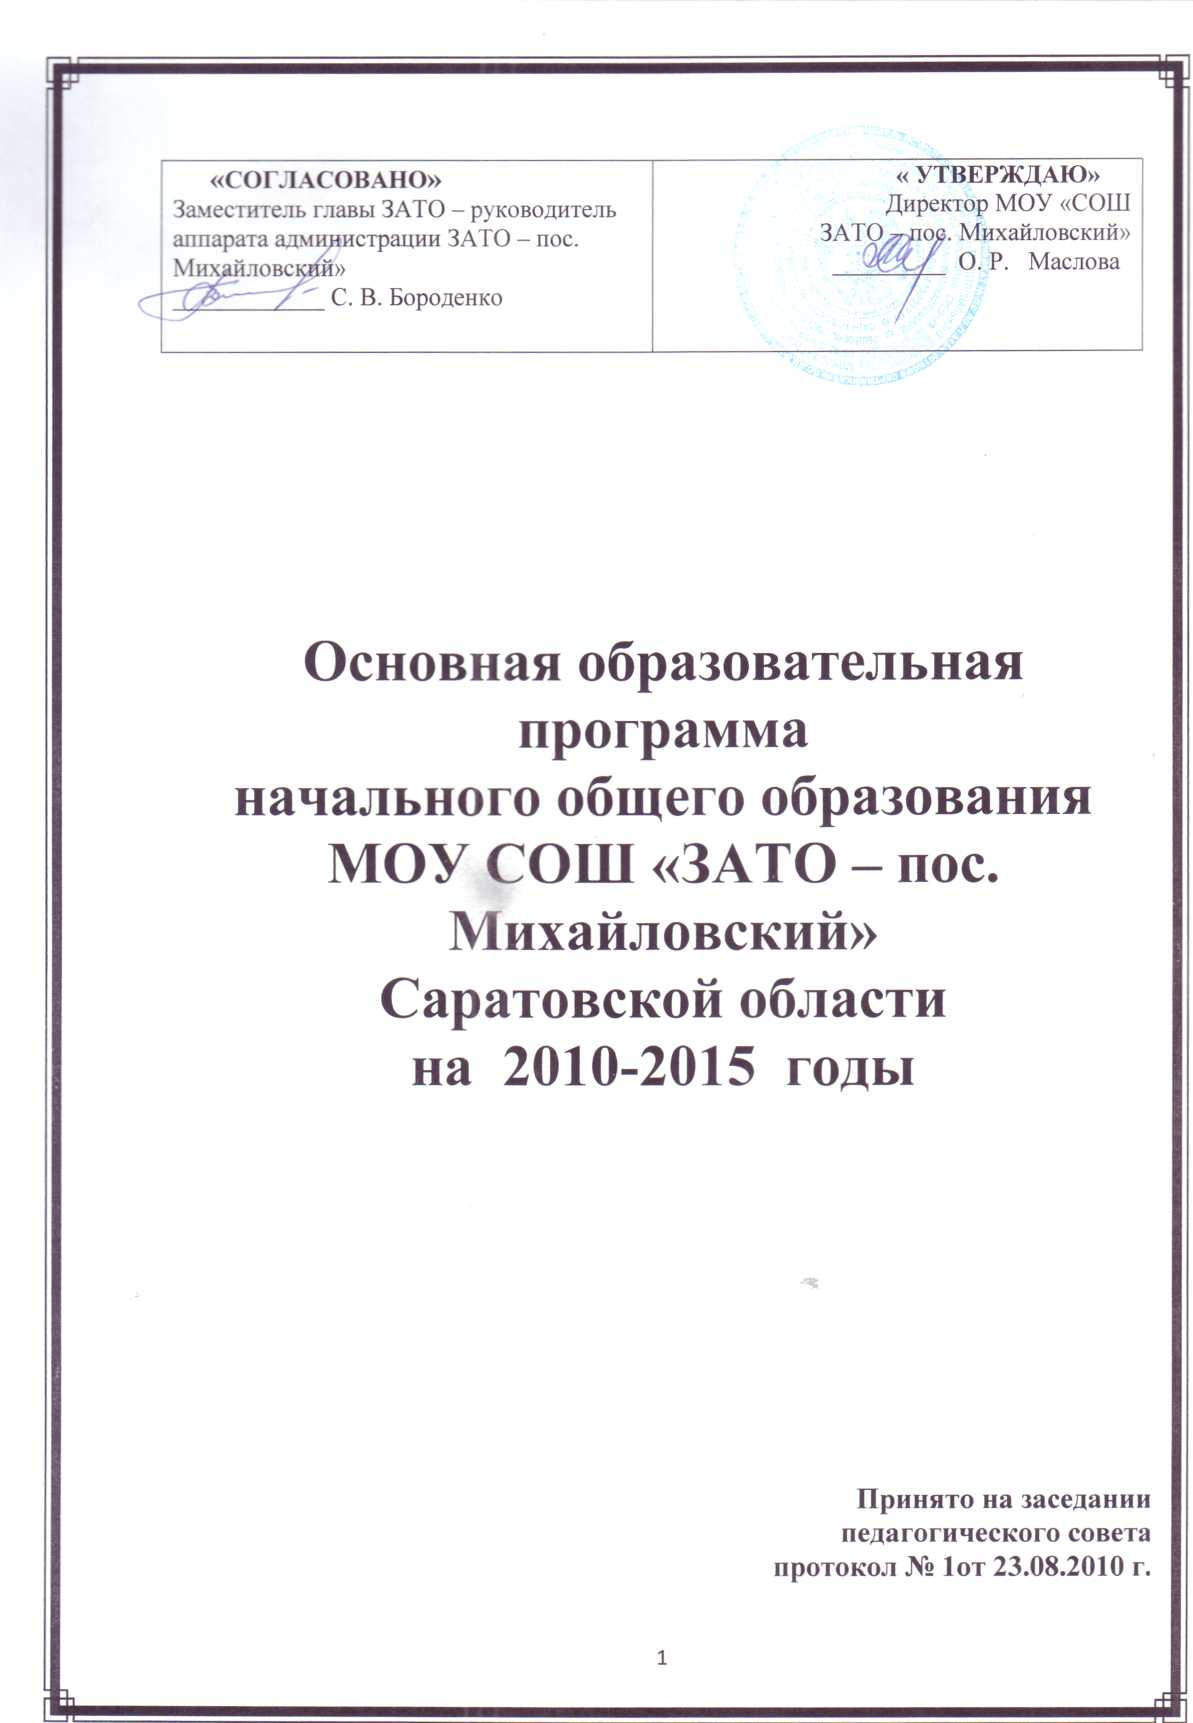 «СОГЛАСОВАНО»
Заместитель главы ЗАТО – руководитель
аппарата администрации ЗАТО – пос.
Михайловский»
____________ С. В. Бороденко
« УТВЕРЖДАЮ»
Директор МОУ «СОШ
ЗАТО – пос. Михайловский»
_________ О. Р. Маслова
Основная образовательная
программа
начального общего образования
МОУ СОШ «ЗАТО – пос.
Михайловский»
Саратовской области
на 2010-2015 годы
Принято на заседании
педагогического совета
протокол № 1от 23.08.2010 г.
1